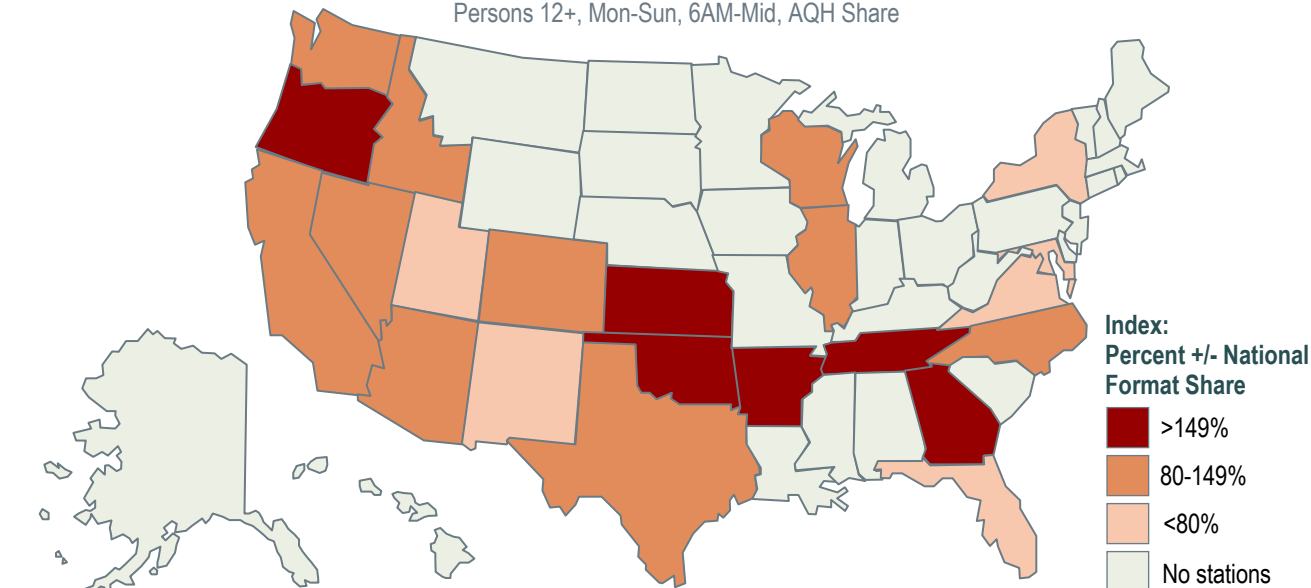 Persons 12+, Mon-Sun, 6AM-Mid, AQH Share
Index:
Percent +/- National
Format Share
>149%
80-149%
<80%
No stations